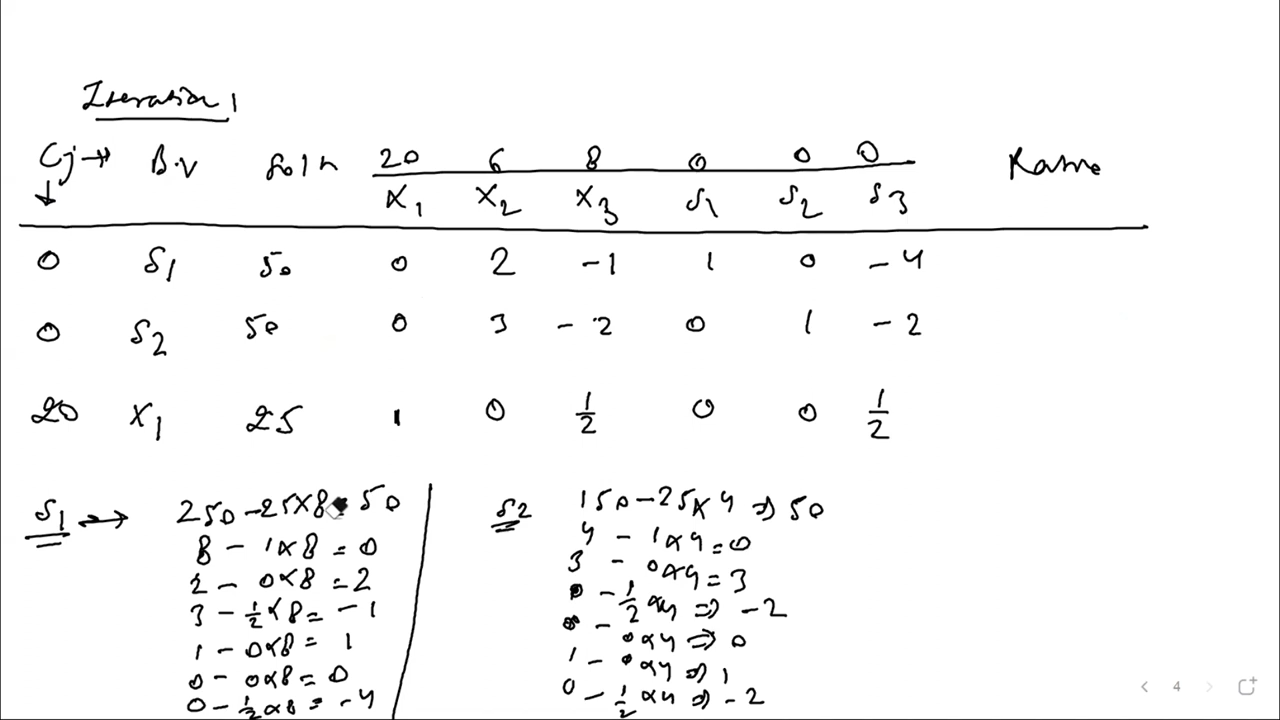 Iteration 1
Cj→ B.V Soln 20 6 8 0 0 0 Ratio
↓ X1 X2 X3 S1 S2 S3
0 S1 50 0 2 -1 1 0 -4
0 S2 50 0 3 -2 0 1 -2
20 X1 25 1 0 1/2 0 0 1/2
S1 → 250 - 25×8 = 50
8 - 1×8 = 0
2 - 0×8 = 2
3 - 1/2×8 = -1
1 - 0×8 = 1
0 - 0×8 = 0
0 - 1/2×8 = -4
S2 150 - 25×4 ⇒ 50
4 - 1×4 = 0
3 - 0×4 = 3
0 - 1/2×4 ⇒ -2
0 - 0×4 ⇒ 0
1 - 0×4 ⇒ 1
0 - 1/2×4 ⇒ -2
4